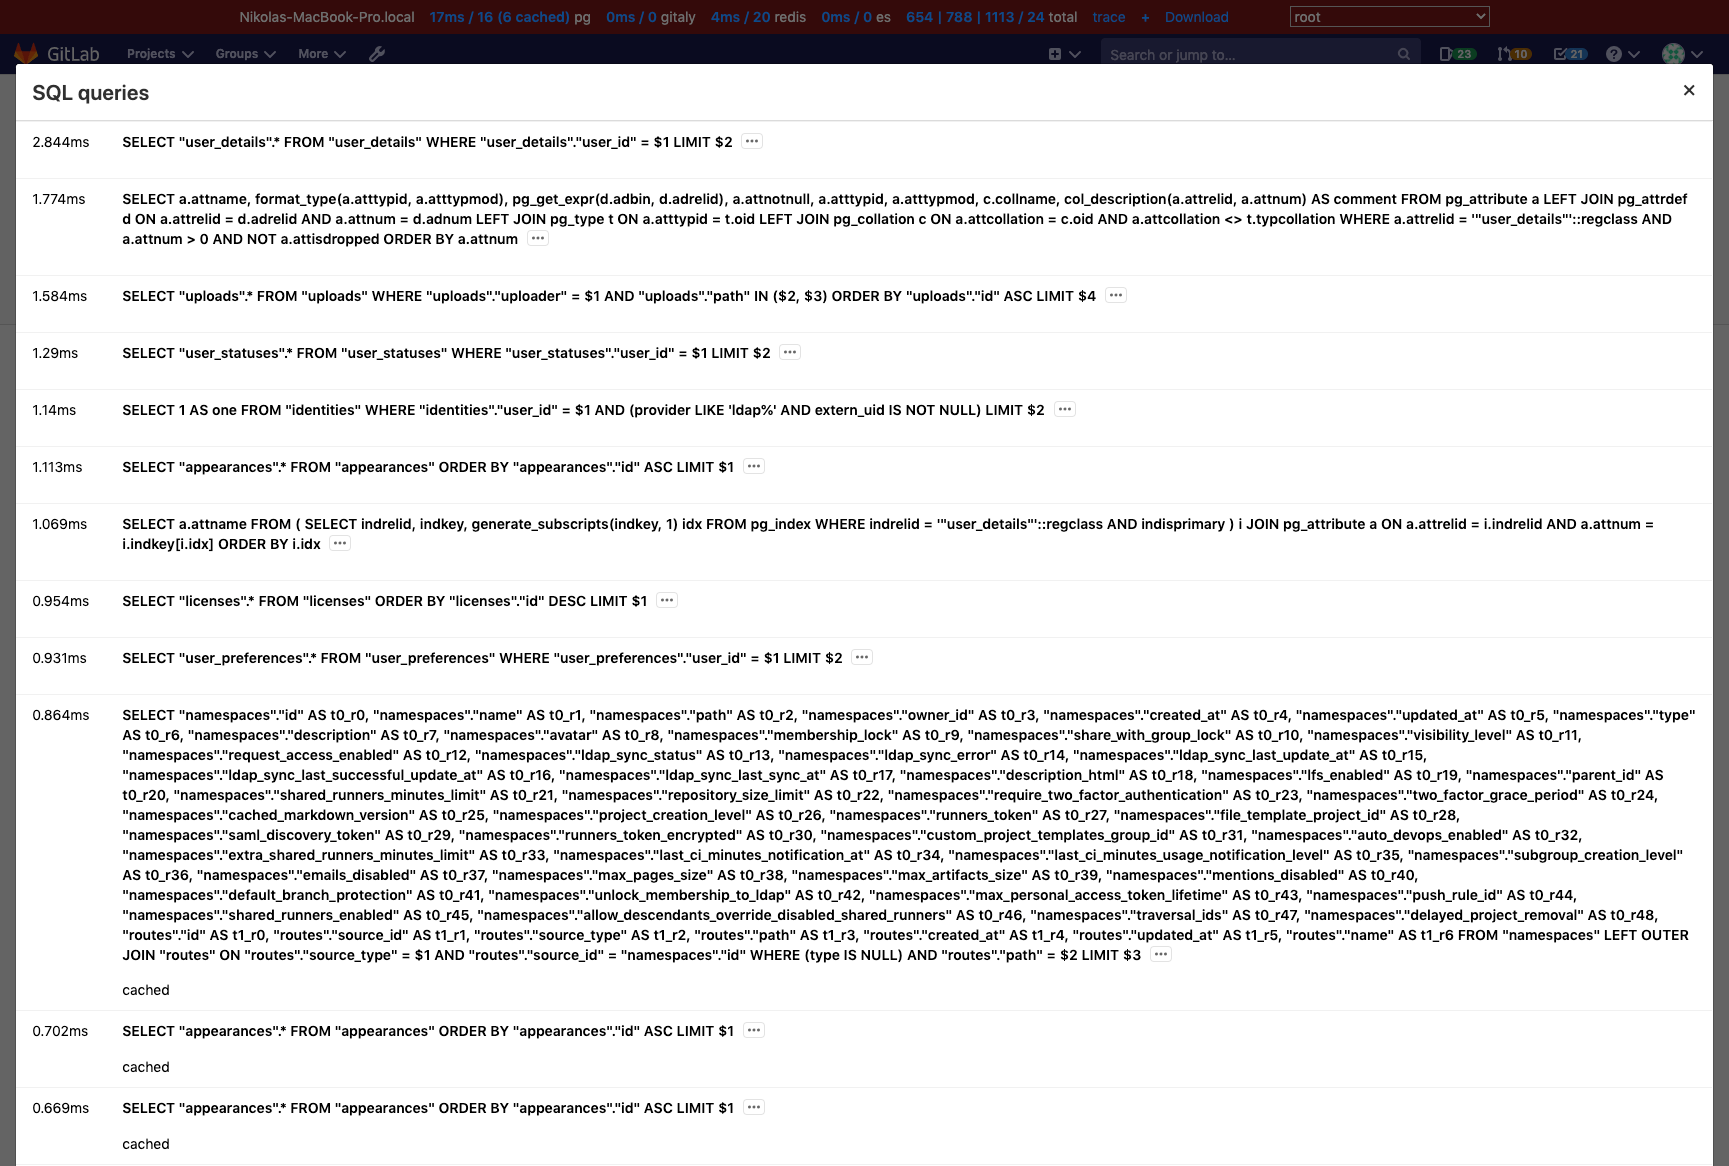 Nikolas-MacBook-Pro.local 17ms / 16 (6 cached) pg 0ms / 0 gitaly 4ms / 20 redis 0ms / 0 es 654 | 788 | 1113 / 24 total trace + Download root
GitLab Projects Groups More Search or jump to... 23 10 21
SQL queries
2.844ms SELECT "user_details".* FROM "user_details" WHERE "user_details"."user_id" = $1 LIMIT $2
1.774ms SELECT a.attname, format_type(a.atttypid, a.atttypmod), pg_get_expr(d.adbin, d.adrelid), a.attnotnull, a.atttypid, a.atttypmod, c.collname, col_description(a.attrelid, a.attnum) AS comment FROM pg_attribute a LEFT JOIN pg_attrdef
d ON a.attrelid = d.adrelid AND a.attnum = d.adnum LEFT JOIN pg_type t ON a.atttypid = t.oid LEFT JOIN pg_collation c ON a.attcollation = c.oid AND a.attcollation <> t.typcollation WHERE a.attrelid = '"user_details"'::regclass AND
a.attnum > 0 AND NOT a.attisdropped ORDER BY a.attnum
1.584ms SELECT "uploads".* FROM "uploads" WHERE "uploads"."uploader" = $1 AND "uploads"."path" IN ($2, $3) ORDER BY "uploads"."id" ASC LIMIT $4
1.29ms SELECT "user_statuses".* FROM "user_statuses" WHERE "user_statuses"."user_id" = $1 LIMIT $2
1.14ms SELECT 1 AS one FROM "identities" WHERE "identities"."user_id" = $1 AND (provider LIKE 'ldap%' AND extern_uid IS NOT NULL) LIMIT $2
1.113ms SELECT "appearances".* FROM "appearances" ORDER BY "appearances"."id" ASC LIMIT $1
1.069ms SELECT a.attname FROM ( SELECT indrelid, indkey, generate_subscripts(indkey, 1) idx FROM pg_index WHERE indrelid = '"user_details"'::regclass AND indisprimary ) i JOIN pg_attribute a ON a.attrelid = i.indrelid AND a.attnum =
i.indkey[i.idx] ORDER BY i.idx
0.954ms SELECT "licenses".* FROM "licenses" ORDER BY "licenses"."id" DESC LIMIT $1
0.931ms SELECT "user_preferences".* FROM "user_preferences" WHERE "user_preferences"."user_id" = $1 LIMIT $2
0.864ms SELECT "namespaces"."id" AS t0_r0, "namespaces"."name" AS t0_r1, "namespaces"."path" AS t0_r2, "namespaces"."owner_id" AS t0_r3, "namespaces"."created_at" AS t0_r4, "namespaces"."updated_at" AS t0_r5, "namespaces"."type"
AS t0_r6, "namespaces"."description" AS t0_r7, "namespaces"."avatar" AS t0_r8, "namespaces"."membership_lock" AS t0_r9, "namespaces"."share_with_group_lock" AS t0_r10, "namespaces"."visibility_level" AS t0_r11,
"namespaces"."request_access_enabled" AS t0_r12, "namespaces"."ldap_sync_status" AS t0_r13, "namespaces"."ldap_sync_error" AS t0_r14, "namespaces"."ldap_sync_last_update_at" AS t0_r15,
"namespaces"."ldap_sync_last_successful_update_at" AS t0_r16, "namespaces"."ldap_sync_last_sync_at" AS t0_r17, "namespaces"."description_html" AS t0_r18, "namespaces"."lfs_enabled" AS t0_r19, "namespaces"."parent_id" AS
t0_r20, "namespaces"."shared_runners_minutes_limit" AS t0_r21, "namespaces"."repository_size_limit" AS t0_r22, "namespaces"."require_two_factor_authentication" AS t0_r23, "namespaces"."two_factor_grace_period" AS t0_r24,
"namespaces"."cached_markdown_version" AS t0_r25, "namespaces"."project_creation_level" AS t0_r26, "namespaces"."runners_token" AS t0_r27, "namespaces"."file_template_project_id" AS t0_r28,
"namespaces"."saml_discovery_token" AS t0_r29, "namespaces"."runners_token_encrypted" AS t0_r30, "namespaces"."custom_project_templates_group_id" AS t0_r31, "namespaces"."auto_devops_enabled" AS t0_r32,
"namespaces"."extra_shared_runners_minutes_limit" AS t0_r33, "namespaces"."last_ci_minutes_notification_at" AS t0_r34, "namespaces"."last_ci_minutes_usage_notification_level" AS t0_r35, "namespaces"."subgroup_creation_level"
AS t0_r36, "namespaces"."emails_disabled" AS t0_r37, "namespaces"."max_pages_size" AS t0_r38, "namespaces"."max_artifacts_size" AS t0_r39, "namespaces"."mentions_disabled" AS t0_r40,
"namespaces"."default_branch_protection" AS t0_r41, "namespaces"."unlock_membership_to_ldap" AS t0_r42, "namespaces"."max_personal_access_token_lifetime" AS t0_r43, "namespaces"."push_rule_id" AS t0_r44,
"namespaces"."shared_runners_enabled" AS t0_r45, "namespaces"."allow_descendants_override_disabled_shared_runners" AS t0_r46, "namespaces"."traversal_ids" AS t0_r47, "namespaces"."delayed_project_removal" AS t0_r48,
"routes"."id" AS t1_r0, "routes"."source_id" AS t1_r1, "routes"."source_type" AS t1_r2, "routes"."path" AS t1_r3, "routes"."created_at" AS t1_r4, "routes"."updated_at" AS t1_r5, "routes"."name" AS t1_r6 FROM "namespaces" LEFT OUTER
JOIN "routes" ON "routes"."source_type" = $1 AND "routes"."source_id" = "namespaces"."id" WHERE (type IS NULL) AND "routes"."path" = $2 LIMIT $3
cached
0.702ms SELECT "appearances".* FROM "appearances" ORDER BY "appearances"."id" ASC LIMIT $1
cached
0.669ms SELECT "appearances".* FROM "appearances" ORDER BY "appearances"."id" ASC LIMIT $1
cached